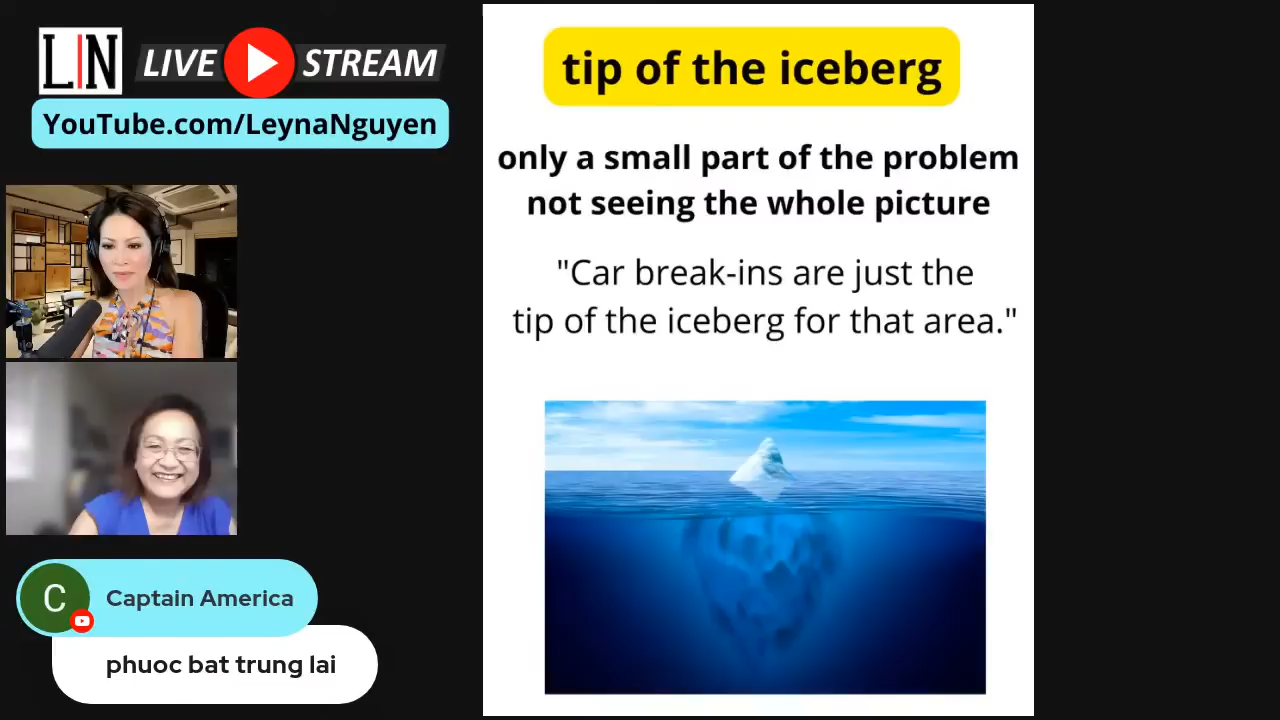 LIN LIVE STREAM
YouTube.com/LeynaNguyen
C Captain America
phuoc bat trung lai
tip of the iceberg
only a small part of the problem
not seeing the whole picture
"Car break-ins are just the
tip of the iceberg for that area."